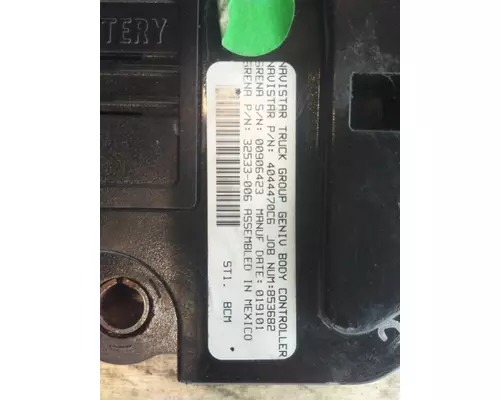 TTERY
NAVISTAR TRUCK GROUP GENIV BODY CONTROLLER
NAVISTAR P/N: 4044470C6 JOB NUM:853682
SRENA S/N: 00906423 MANUF DATE: 019101
SRENA P/N: 32533-006 ASSEMBLED IN MEXICO
ST1. BCM